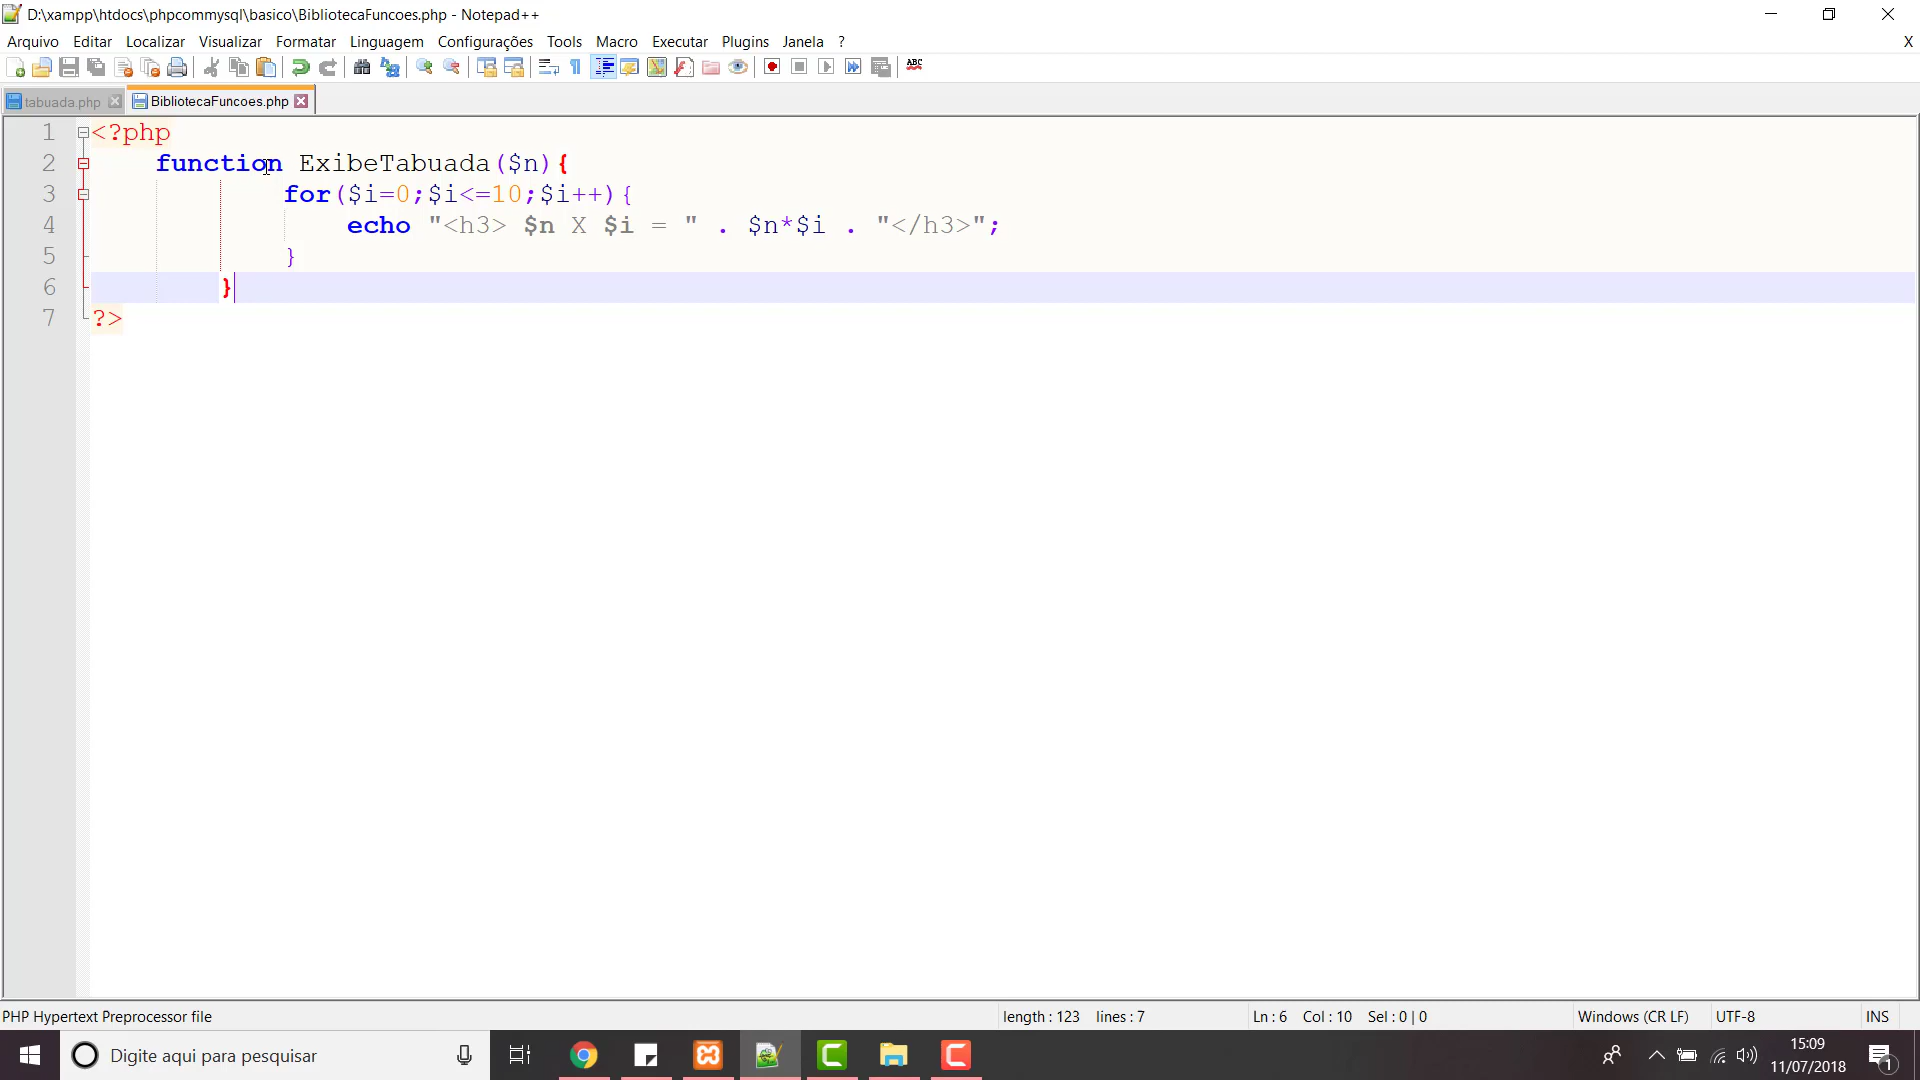 D:\xampp\htdocs\phpcommysql\basico\BibliotecaFuncoes.php - Notepad++
Arquivo Editar Localizar Visualizar Formatar Linguagem Configurações Tools Macro Executar Plugins Janela ? X
ABC
tabuada.php BibliotecaFuncoes.php
1 <?php
2 function ExibeTabuada($n){
3 for($i=0;$i<=10;$i++){
4 echo "<h3> $n X $i = " . $n*$i . "</h3>";
5 }
6 }
7 ?>
PHP Hypertext Preprocessor file length : 123 lines : 7 Ln : 6 Col : 10 Sel : 0 | 0 Windows (CR LF) UTF-8 INS
Digite aqui para pesquisar
15:09
11/07/2018
1